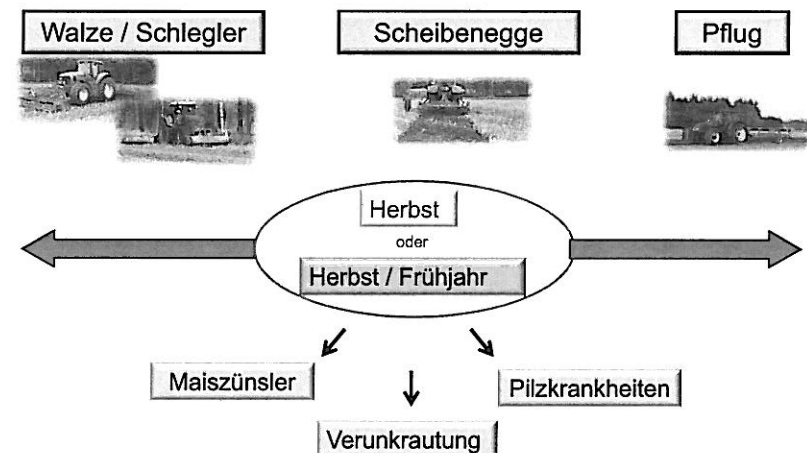 Walze / Schlegler
Scheibenegge
Pflug
Herbst
oder
Herbst / Frühjahr
Maiszünsler
Pilzkrankheiten
Verunkrautung